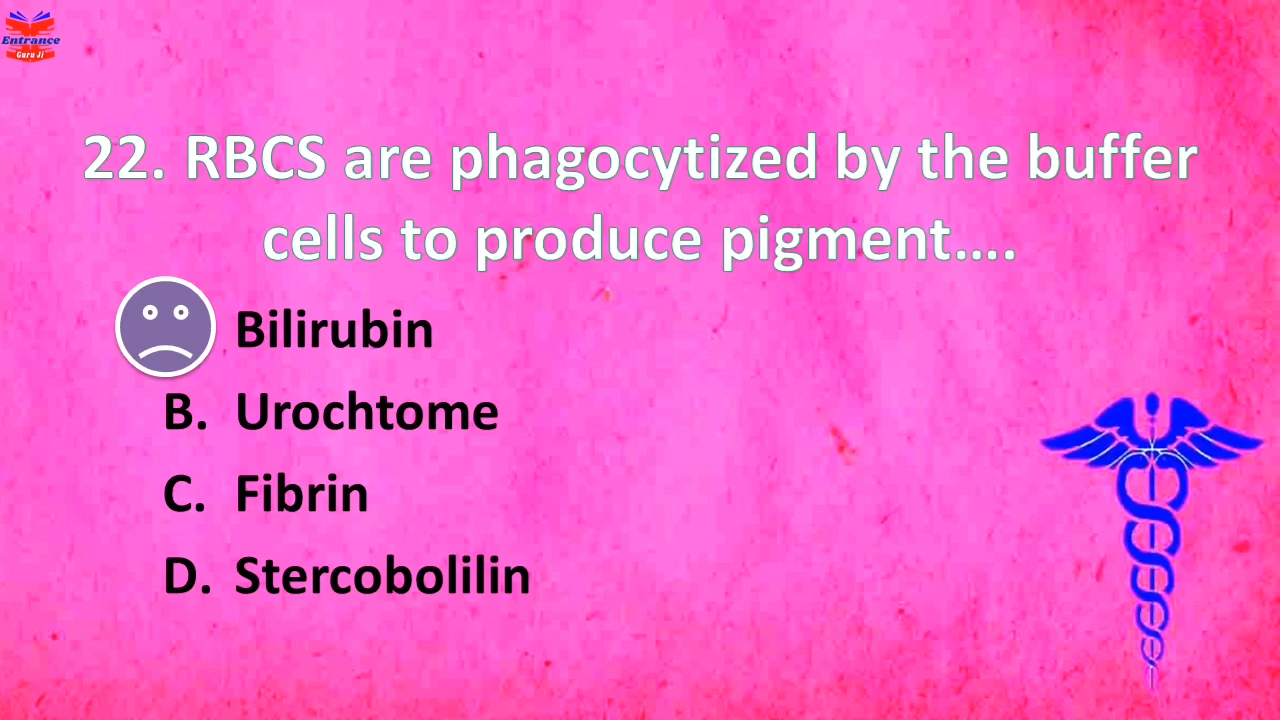 Entrance
Guru Ji
22. RBCS are phagocytized by the buffer
cells to produce pigment....
Bilirubin
B. Urochtome
C. Fibrin
D. Stercobolilin